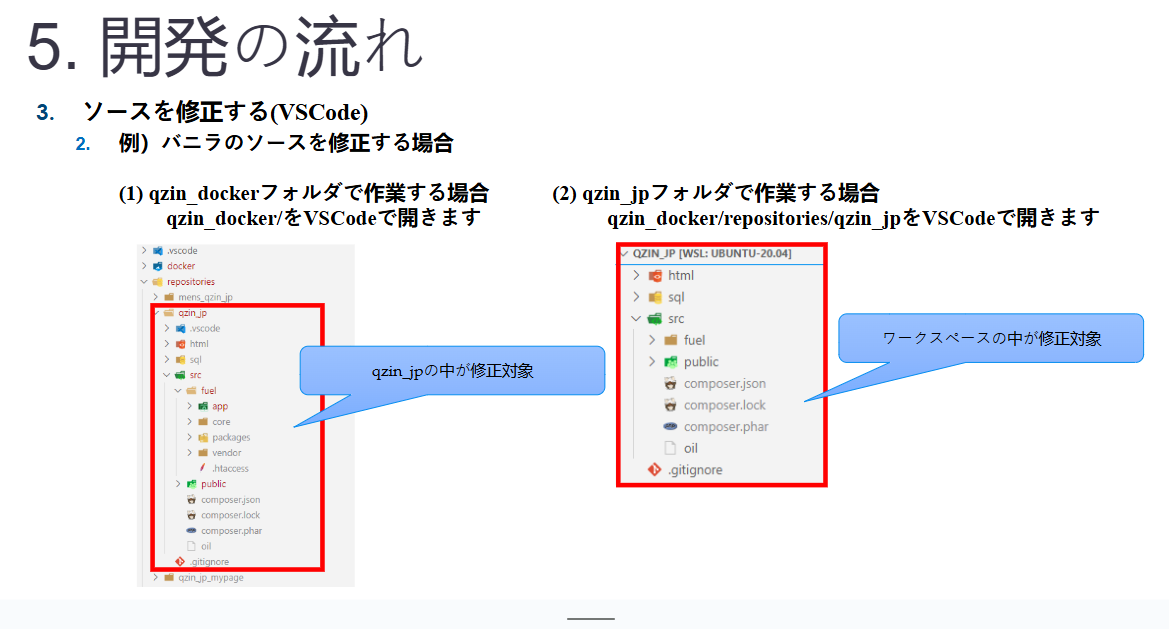 5. 開発の流れ
3. ソースを修正する(VSCode)
2. 例）バニラのソースを修正する場合
(1) qzin_dockerフォルダで作業する場合
qzin_docker/をVSCodeで開きます
.vscode
docker
repositories
mens_qzin_jp
qzin_jp
.vscode
html
sql
src
fuel
app
core
packages
vendor
.htaccess
public
composer.json
composer.lock
composer.phar
oil
.gitignore
qzin_jp_mypage
qzin_jpの中が修正対象
(2) qzin_jpフォルダで作業する場合
qzin_docker/repositories/qzin_jpをVSCodeで開きます
QZIN_JP [WSL: UBUNTU-20.04]
html
sql
src
fuel
public
composer.json
composer.lock
composer.phar
oil
.gitignore
ワークスペースの中が修正対象